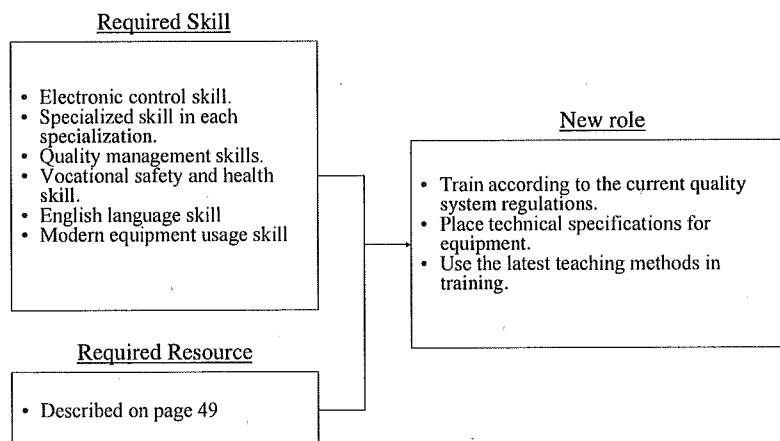 Required Skill
• Electronic control skill.
• Specialized skill in each
specialization.
• Quality management skills.
• Vocational safety and health
skill.
• English language skill
• Modern equipment usage skill
Required Resource
• Described on page 49
New role
• Train according to the current quality
system regulations.
• Place technical specifications for
equipment.
• Use the latest teaching methods in
training.